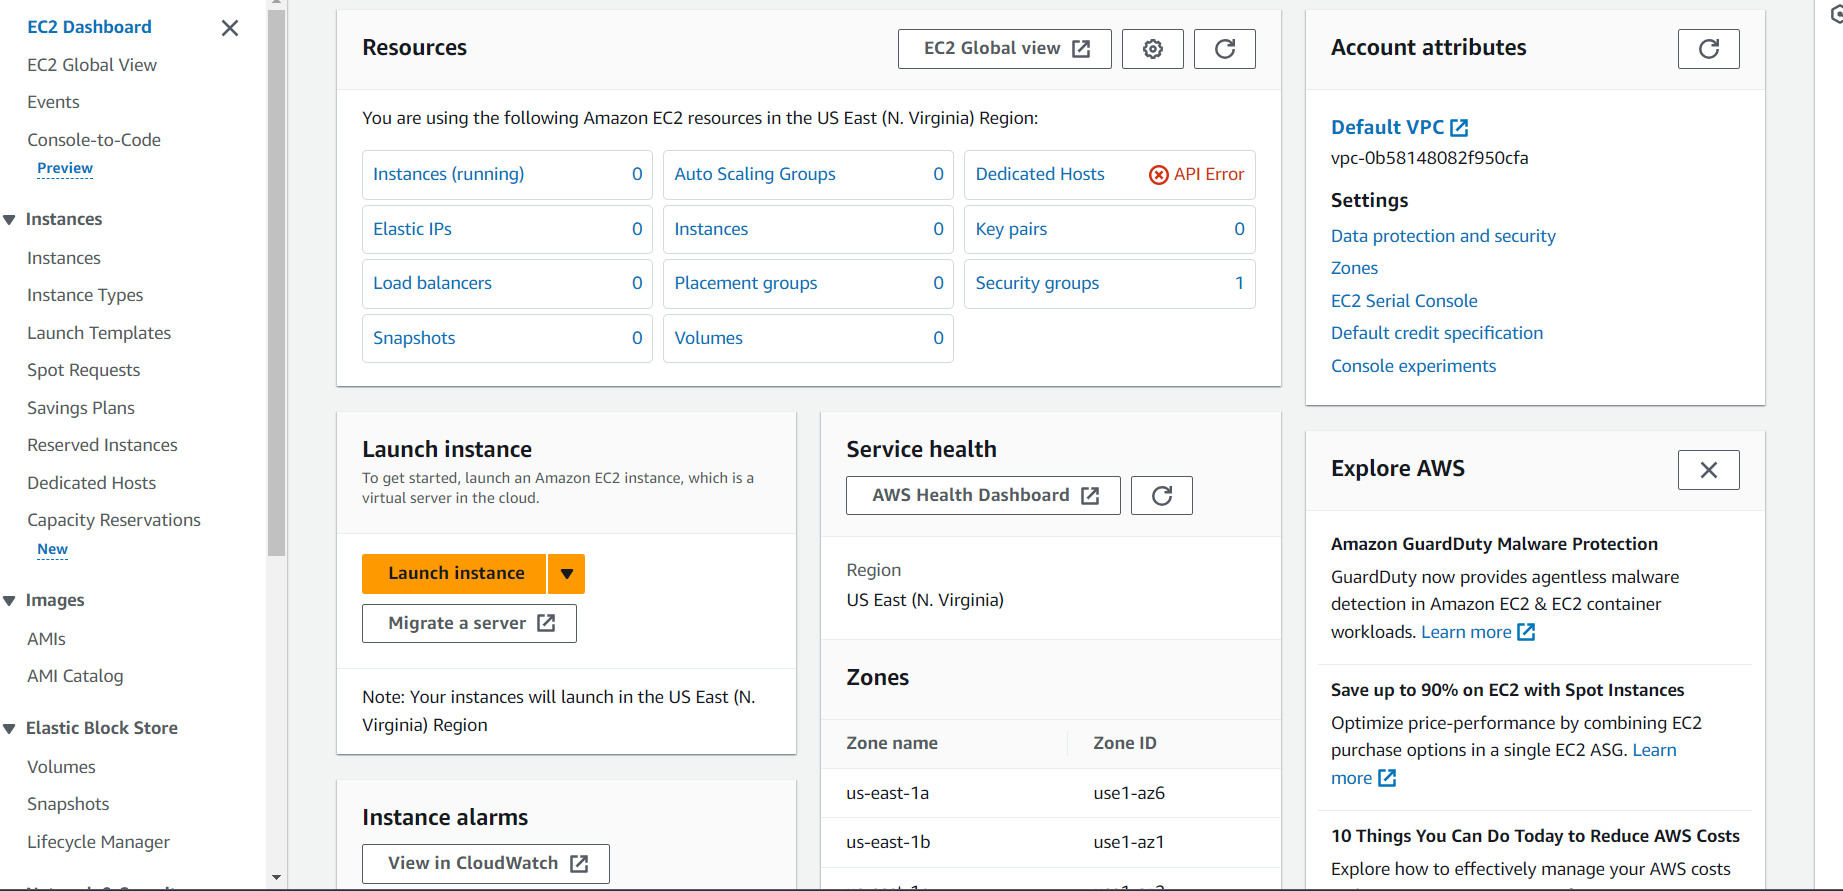 EC2 Dashboard
EC2 Global View
Events
Console-to-Code
Preview
Instances
Instances
Instance Types
Launch Templates
Spot Requests
Savings Plans
Reserved Instances
Dedicated Hosts
Capacity Reservations
New
Images
AMIs
AMI Catalog
Elastic Block Store
Volumes
Snapshots
Lifecycle Manager
Resources
EC2 Global view
You are using the following Amazon EC2 resources in the US East (N. Virginia) Region:
Instances (running) 0
Auto Scaling Groups 0
Dedicated Hosts API Error
Elastic IPs 0
Instances 0
Key pairs 0
Load balancers 0
Placement groups 0
Security groups 1
Snapshots 0
Volumes 0
Launch instance
To get started, launch an Amazon EC2 instance, which is a
virtual server in the cloud.
Launch instance
Migrate a server
Note: Your instances will launch in the US East (N.
Virginia) Region
Instance alarms
View in CloudWatch
Service health
AWS Health Dashboard
Region
US East (N. Virginia)
Zones
Zone name Zone ID
us-east-1a use1-az6
us-east-1b use1-az1
Account attributes
Default VPC
vpc-0b58148082f950cfa
Settings
Data protection and security
Zones
EC2 Serial Console
Default credit specification
Console experiments
Explore AWS
Amazon GuardDuty Malware Protection
GuardDuty now provides agentless malware
detection in Amazon EC2 & EC2 container
workloads. Learn more
Save up to 90% on EC2 with Spot Instances
Optimize price-performance by combining EC2
purchase options in a single EC2 ASG. Learn
more
10 Things You Can Do Today to Reduce AWS Costs
Explore how to effectively manage your AWS costs